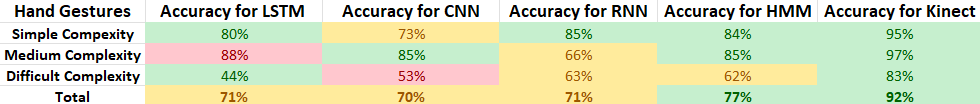 Hand Gestures Accuracy for LSTM Accuracy for CNN Accuracy for RNN Accuracy for HMM Accuracy for Kinect
Simple Compexity 80% 73% 85% 84% 95%
Medium Complexity 88% 85% 66% 85% 97%
Difficult Complexity 44% 53% 63% 62% 83%
Total 71% 70% 71% 77% 92%